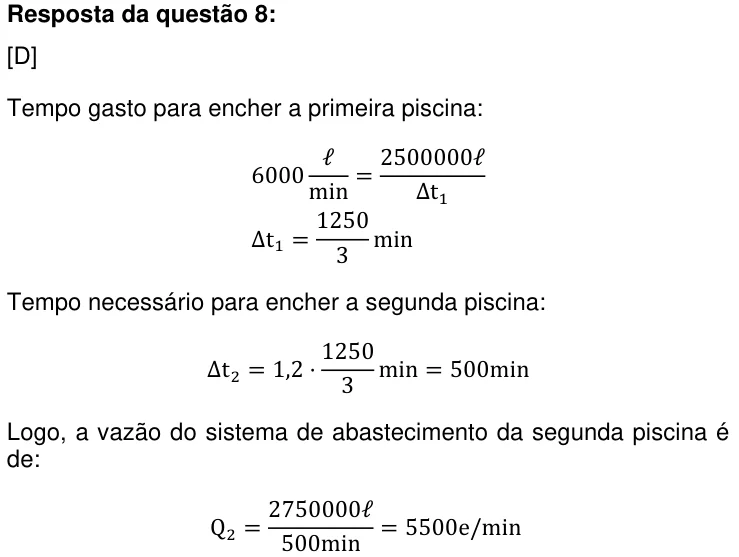 Resposta da questão 8:
[D]
Tempo gasto para encher a primeira piscina:
6000 ℓ/min = 2500000ℓ/Δt₁
Δt₁ = 1250/3 min
Tempo necessário para encher a segunda piscina:
Δt₂ = 1,2 · 1250/3 min = 500min
Logo, a vazão do sistema de abastecimento da segunda piscina é
de:
Q₂ = 2750000ℓ/500min = 5500e/min